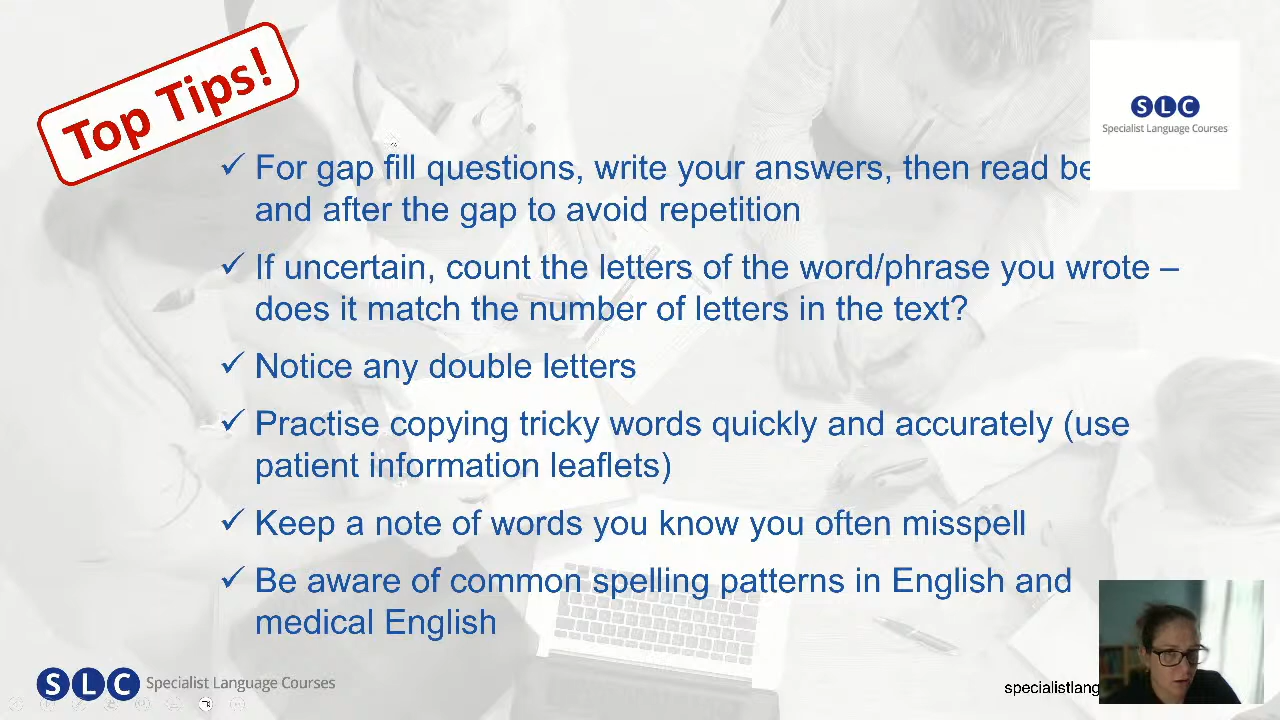 Top Tips!
SLC
Specialist Language Courses
✓ For gap fill questions, write your answers, then read be
and after the gap to avoid repetition
✓ If uncertain, count the letters of the word/phrase you wrote –
does it match the number of letters in the text?
✓ Notice any double letters
✓ Practise copying tricky words quickly and accurately (use
patient information leaflets)
✓ Keep a note of words you know you often misspell
✓ Be aware of common spelling patterns in English and
medical English
SLC Specialist Language Courses
specialistlang